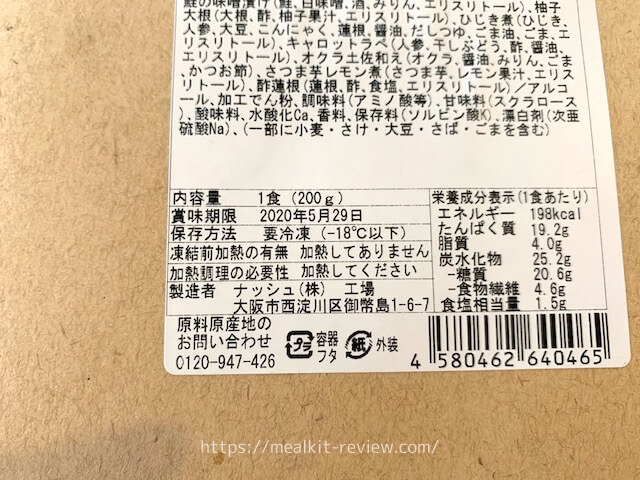 鮭の味噌漬け(鮭、白味噌、酒、みりん、エリスリトール)、柚子
大根(大根、酢、柚子果汁、エリスリトール)、ひじき煮(ひじき、
人参、大豆、こんにゃく、蓮根、醤油、だしつゆ、ごま油、ごま、エ
リスリトール)、キャロットラペ(人参、干しぶどう、酢、醤油、
エリスリトール)、オクラ土佐和え(オクラ、醤油、みりん、ごま、
かつお節)、さつま芋レモン煮(さつま芋、レモン果汁、エリス
リトール)、酢蓮根(蓮根、酢、食塩、エリスリトール)/アルコ
ール、加工でん粉、調味料(アミノ酸等)、甘味料(スクラロース
)、酸味料、水酸化Ca、香料、保存料(ソルビン酸K)、漂白剤(次亜
硫酸Na)、(一部に小麦・さけ・大豆・さば・ごまを含む)
内容量 1食(200g)
賞味期限 2020年5月29日
保存方法 要冷凍(-18℃以下)
凍結前加熱の有無 加熱してありません
加熱調理の必要性 加熱してください
製造者 ナッシュ(株) 工場
大阪市西淀川区御幣島1-6-7
栄養成分表示(1食あたり)
エネルギー 198kcal
たんぱく質 19.2g
脂質 4.0g
炭水化物 25.2g
-糖質 20.6g
-食物繊維 4.6g
食塩相当量 1.5g
原料原産地の
お問い合わせ
0120-947-426
プラ 容器 フタ
紙 外装
4 580462 640465
https://mealkit-review.com/